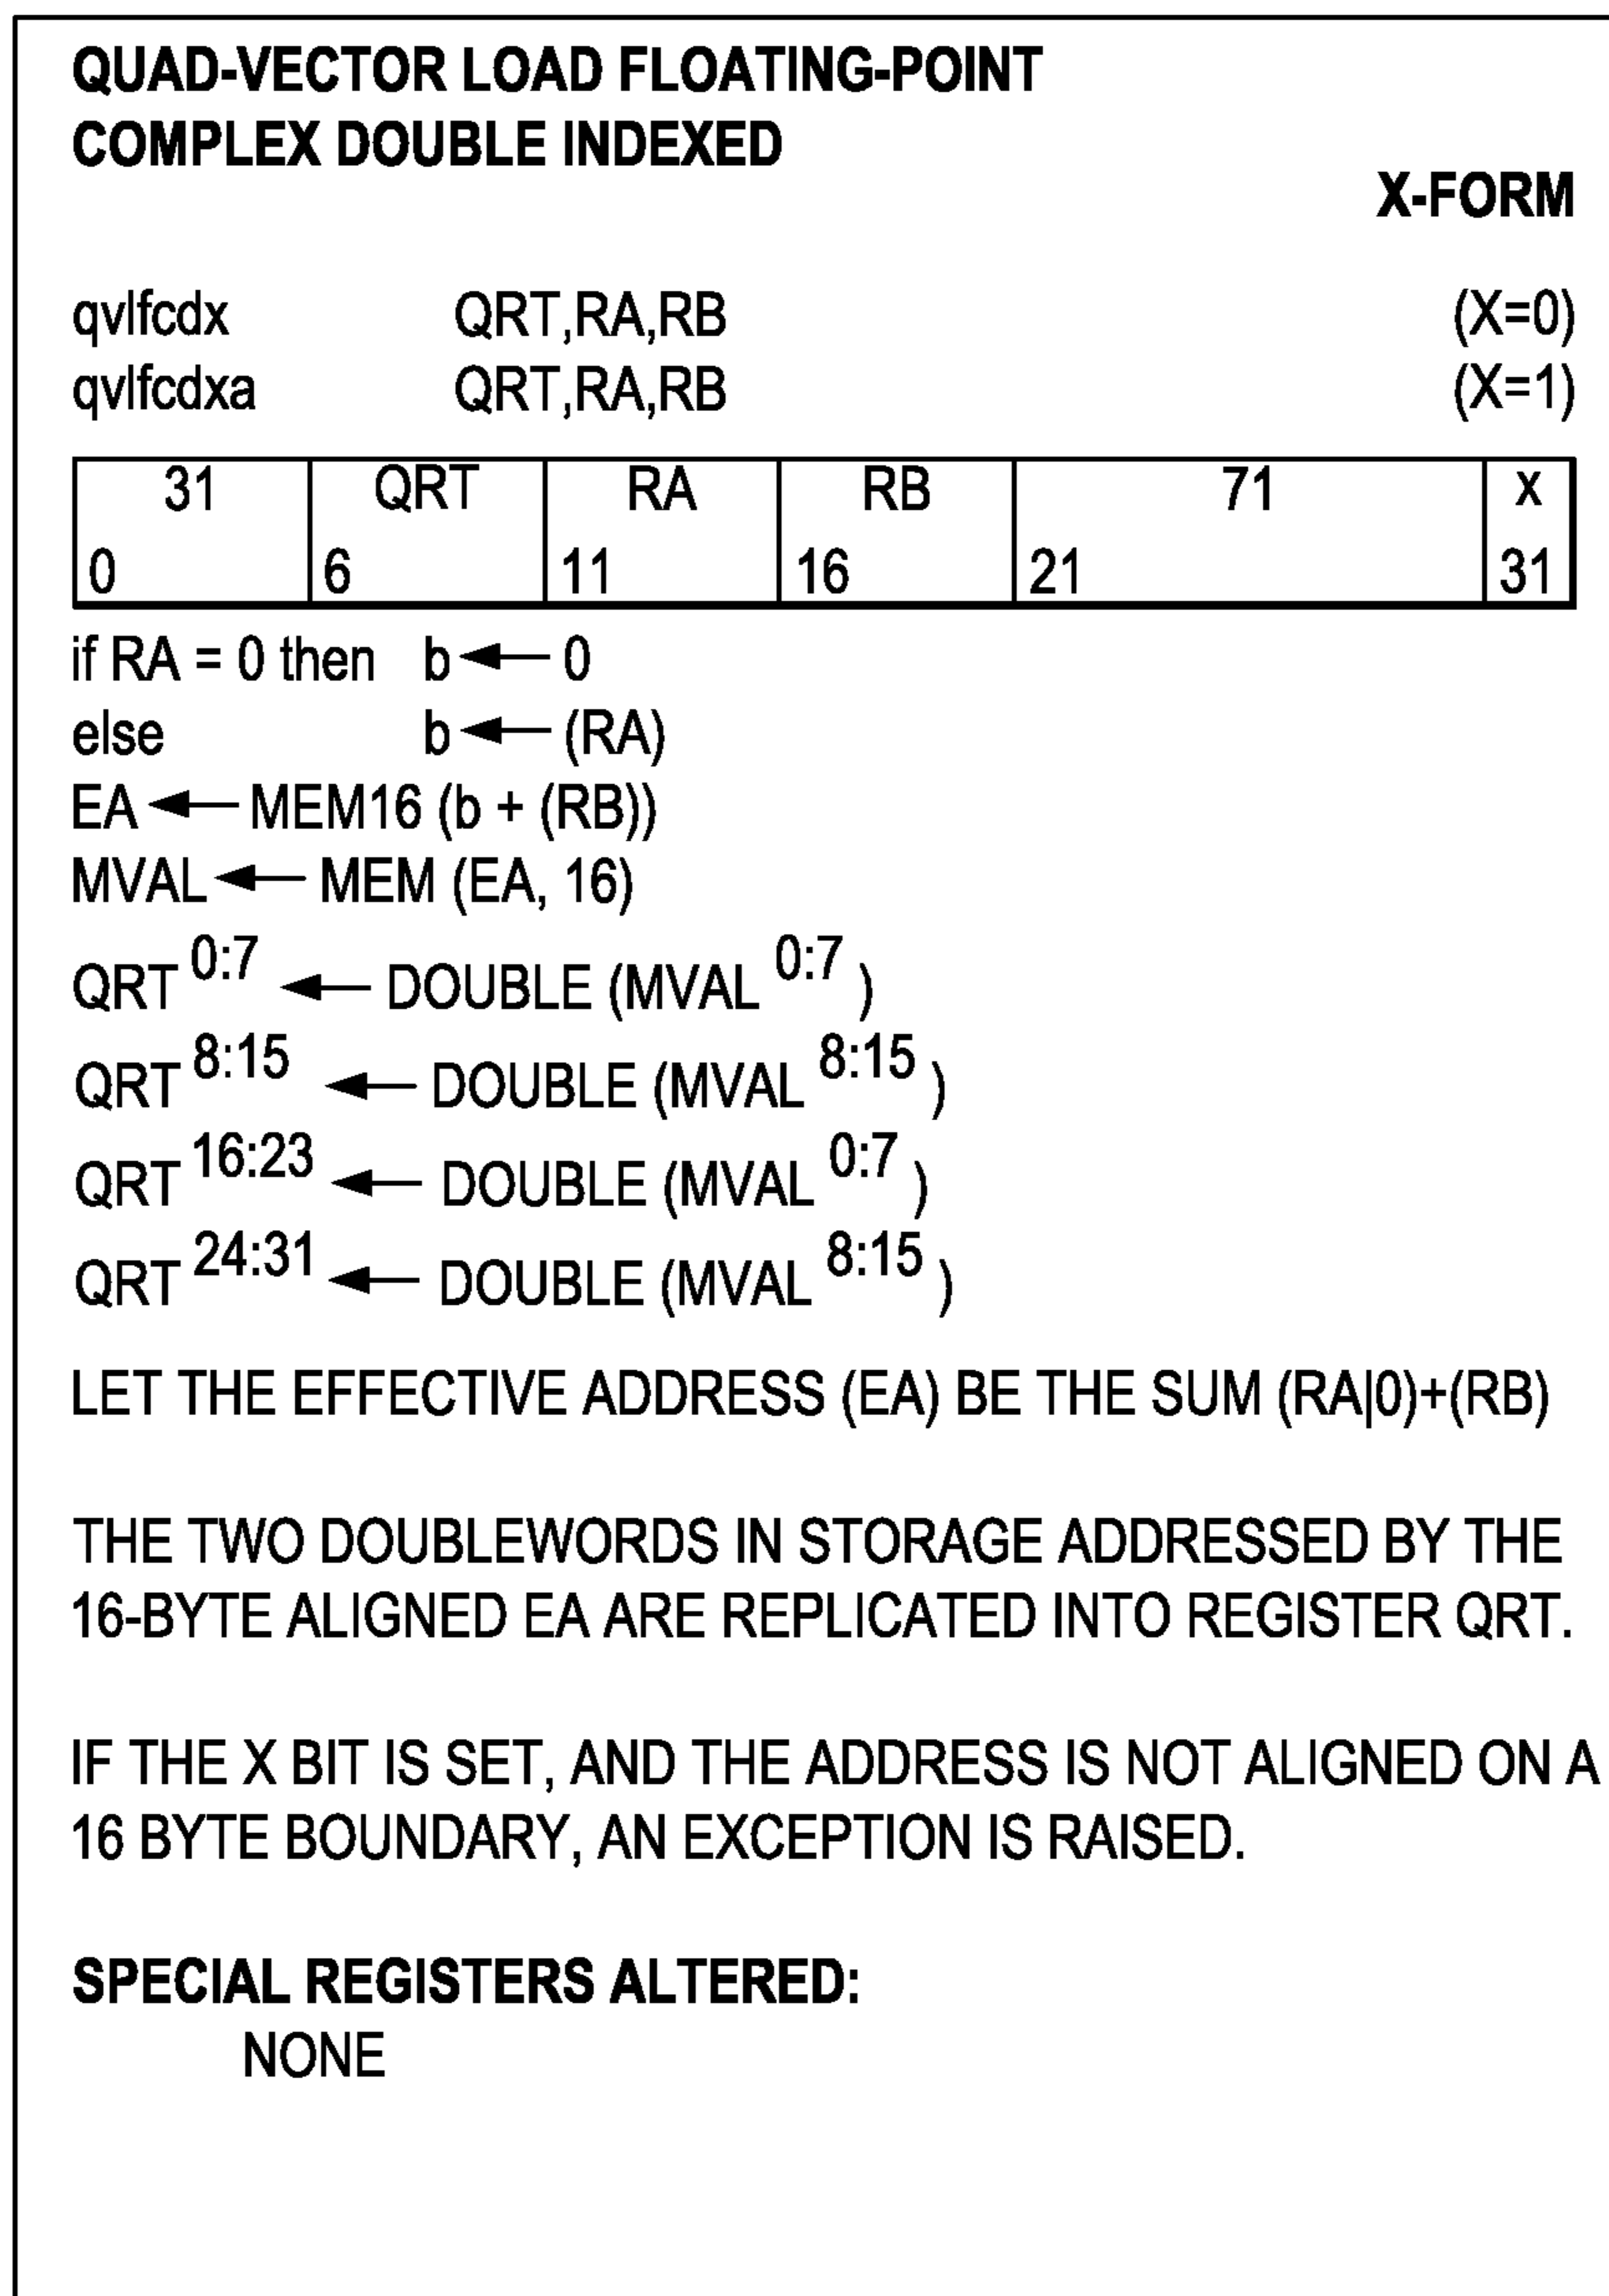 QUAD-VECTOR LOAD FLOATING-POINT
COMPLEX DOUBLE INDEXED
X-FORM
qvlfcdx QRT,RA,RB (X=0)
qvlfcdxa QRT,RA,RB (X=1)
31 QRT RA RB 71 x
0 6 11 16 21 31
if RA = 0 then b ← 0
else b ← (RA)
EA ← MEM16 (b + (RB))
MVAL ← MEM (EA, 16)
QRT 0:7 ← DOUBLE (MVAL 0:7 )
QRT 8:15 ← DOUBLE (MVAL 8:15 )
QRT 16:23 ← DOUBLE (MVAL 0:7 )
QRT 24:31 ← DOUBLE (MVAL 8:15 )
LET THE EFFECTIVE ADDRESS (EA) BE THE SUM (RA|0)+(RB)
THE TWO DOUBLEWORDS IN STORAGE ADDRESSED BY THE
16-BYTE ALIGNED EA ARE REPLICATED INTO REGISTER QRT.
IF THE X BIT IS SET, AND THE ADDRESS IS NOT ALIGNED ON A
16 BYTE BOUNDARY, AN EXCEPTION IS RAISED.
SPECIAL REGISTERS ALTERED:
NONE